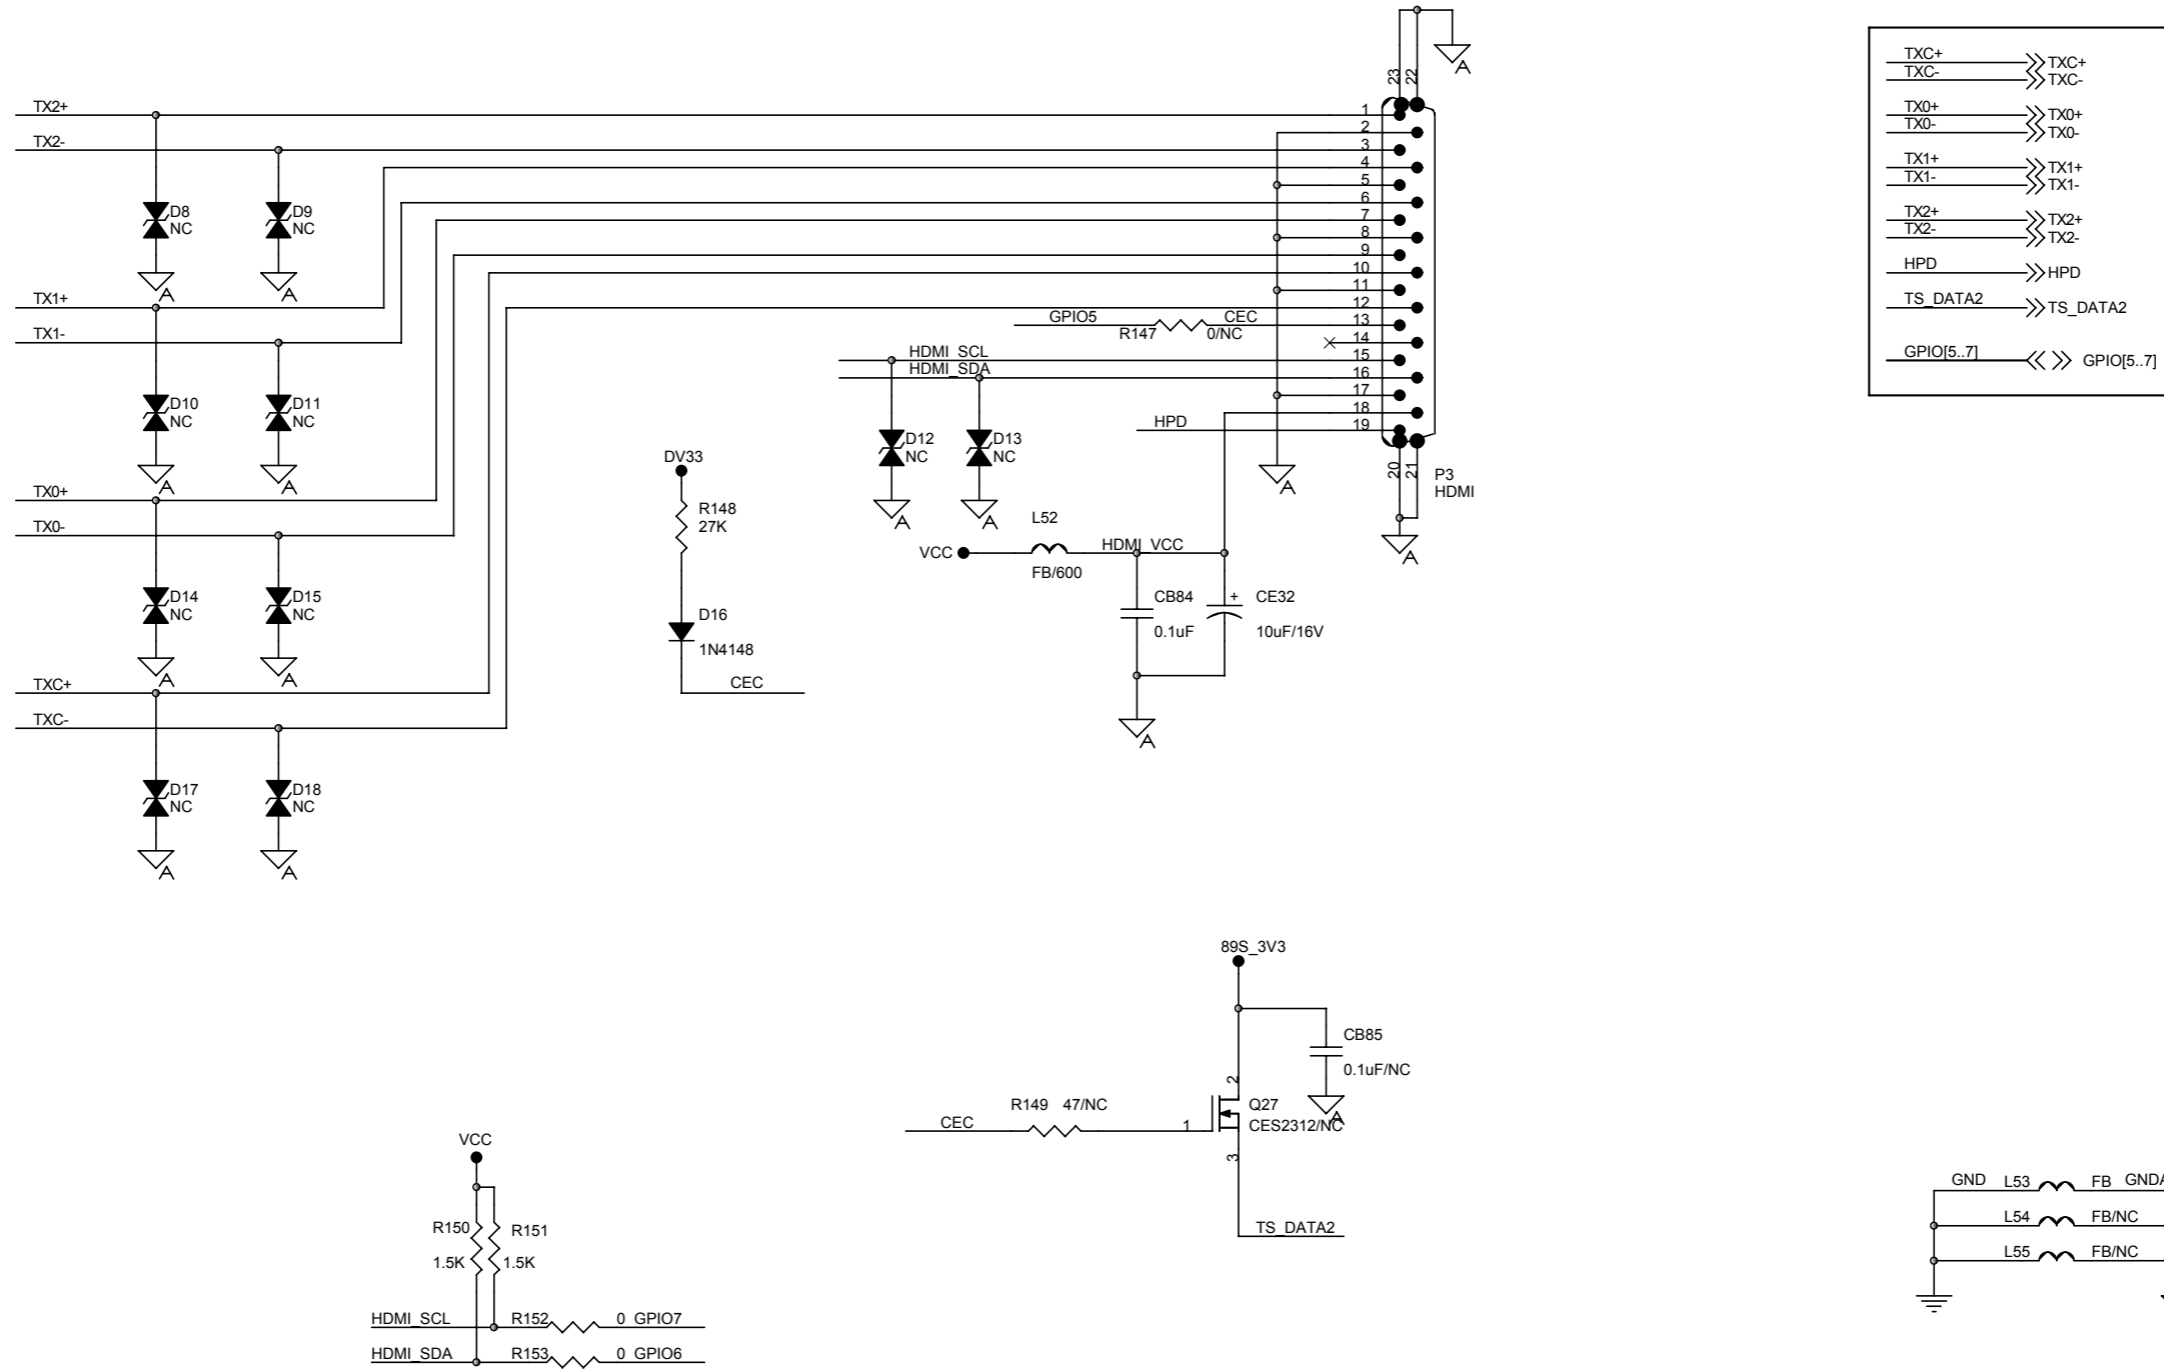 TX2+
TX2-
D8
NC
D9
NC
TX1+
TX1-
D10
NC
D11
NC
TX0+
TX0-
D14
NC
D15
NC
TXC+
TXC-
D17
NC
D18
NC
A
A
A
A
A
A
A
A
DV33
R148
27K
D16
1N4148
CEC
23
22
A
1
2
3
4
5
6
7
8
9
10
11
12
13
14
15
16
17
18
19
20
21
P3
HDMI
A
A
GPIO5
R147
0/NC
CEC
HDMI_SCL
HDMI_SDA
HPD
D12
NC
D13
NC
A
A
L52
VCC
FB/600
HDMI_VCC
CB84
0.1uF
+
CE32
10uF/16V
A
TXC+ TXC+
TXC- TXC-
TX0+ TX0+
TX0- TX0-
TX1+ TX1+
TX1- TX1-
TX2+ TX2+
TX2- TX2-
HPD HPD
TS_DATA2 TS_DATA2
GPIO[5..7] GPIO[5..7]
89S_3V3
CB85
0.1uF/NC
A
2
Q27
CES2312/NC
1
3
CEC
R149 47/NC
TS_DATA2
VCC
R150
1.5K
R151
1.5K
HDMI_SCL R152 0 GPIO7
HDMI_SDA R153 0 GPIO6
GND L53 FB GNDA
L54 FB/NC
L55 FB/NC